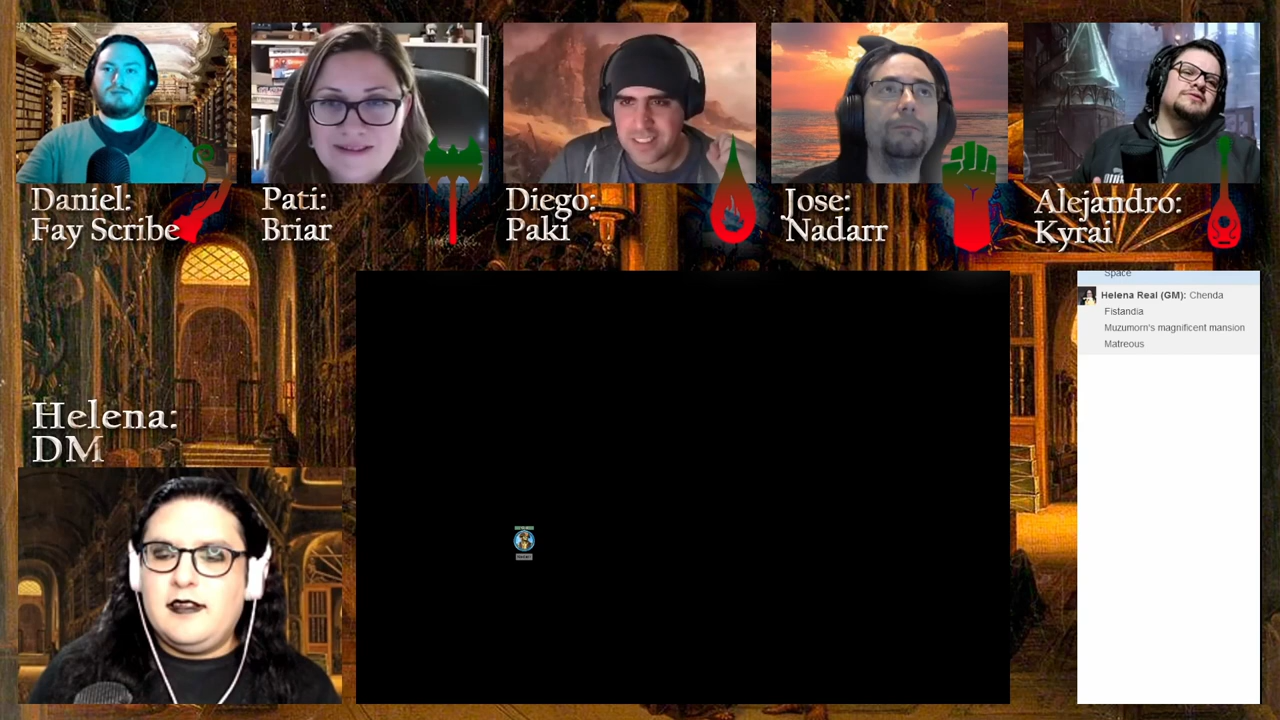 Daniel:
Fay Scribe
Pati:
Briar
Diego:
Paki
Jose:
Nadarr
Alejandro:
Kyrai
Space
Helena Real (GM): Chenda
Fistandia
Muzumorn's magnificent mansion
Matreous
Helena:
DM